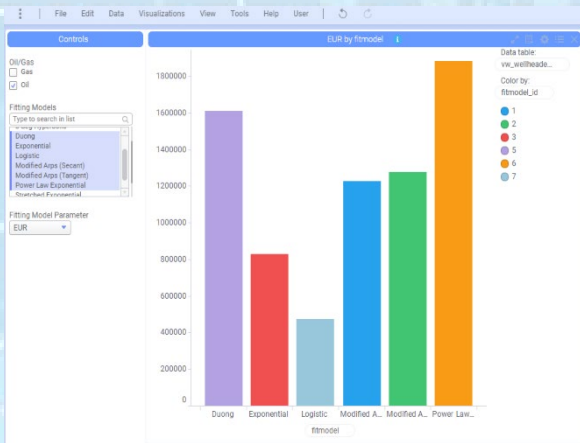 File Edit Data Visualizations View Tools Help User
Controls
Oil/Gas
Gas
Oil
Fitting Models
Type to search in list
Duong
Exponential
Logistic
Modified Arps (Secant)
Modified Arps (Tangent)
Power Law Exponential
Stretched Exponential
Fitting Model Parameter
EUR
EUR by fitmodel
1800000
1600000
1400000
1200000
1000000
800000
600000
400000
200000
0
Duong Exponential Logistic Modified A... Modified A... Power Law...
fitmodel
Data table:
vw_wellheade...
Color by:
fitmodel_id
1
2
3
5
6
7